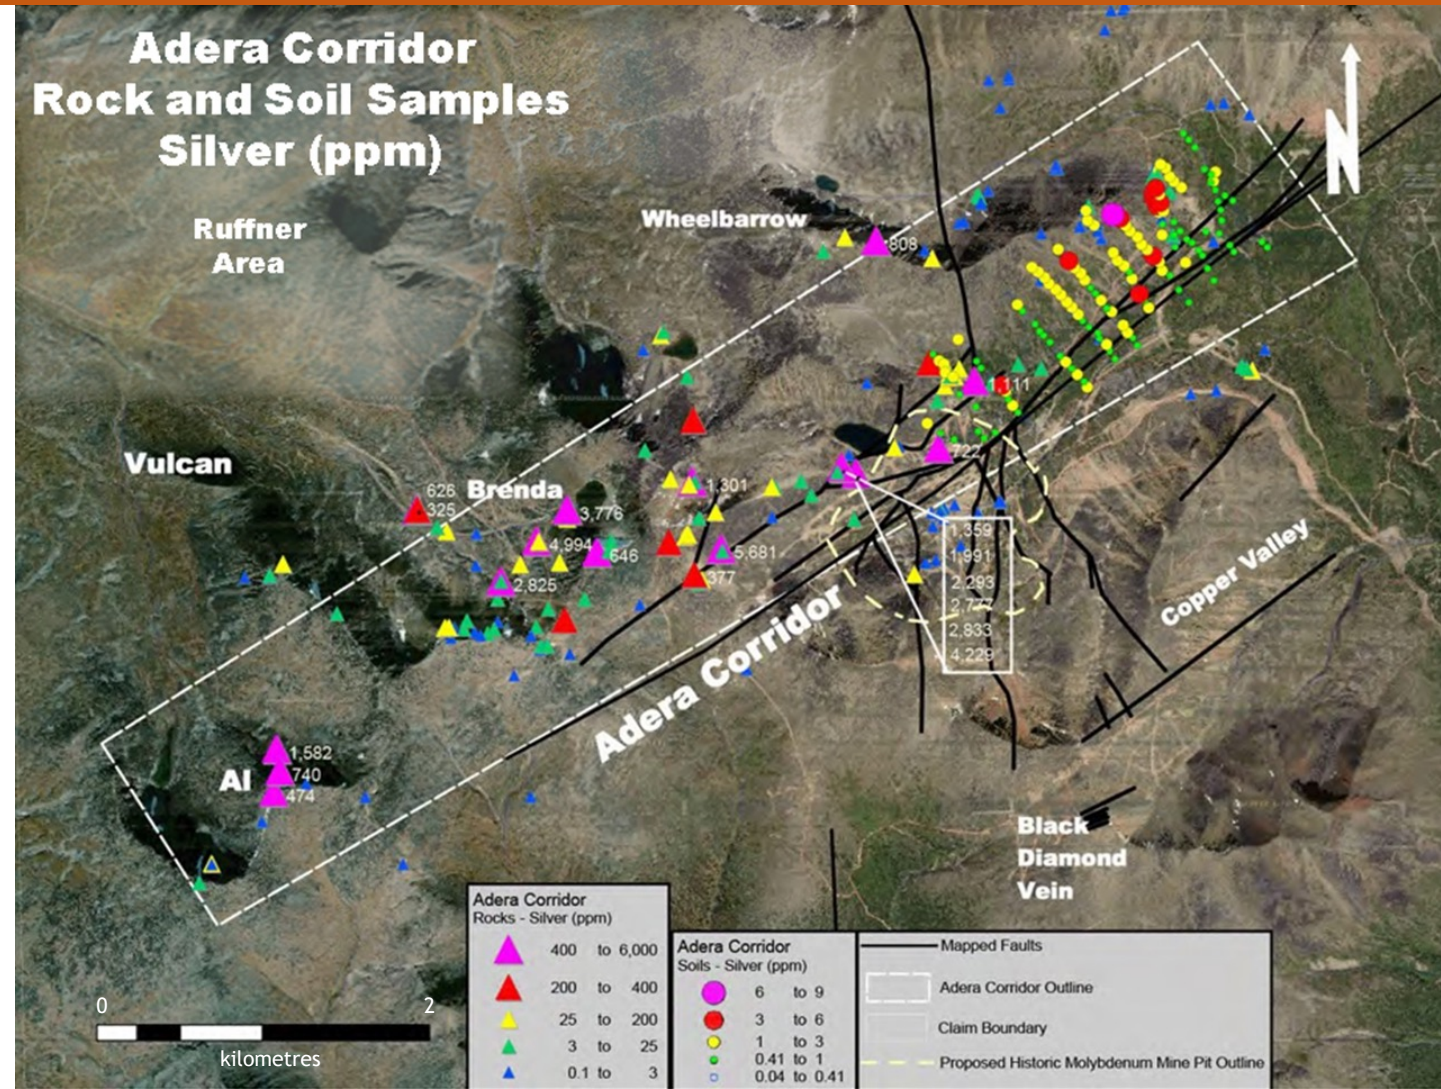 Adera Corridor
Rock and Soil Samples
Silver (ppm)
N
Ruffner
Area
Wheelbarrow
808
1,111
722
Vulcan
626
325
Brenda
3,776
4,994
646
2,825
1,301
5,681
377
1,359
1,991
2,293
2,777
2,833
4,229
Copper Valley
Adera Corridor
Al
1,582
740
474
Black
Diamond
Vein
Adera Corridor
Rocks - Silver (ppm)
400 to 6,000
200 to 400
25 to 200
3 to 25
0.1 to 3
Adera Corridor
Soils - Silver (ppm)
6 to 9
3 to 6
1 to 3
0.41 to 1
0.04 to 0.41
Mapped Faults
Adera Corridor Outline
Claim Boundary
Proposed Historic Molybdenum Mine Pit Outline
0 2
kilometres